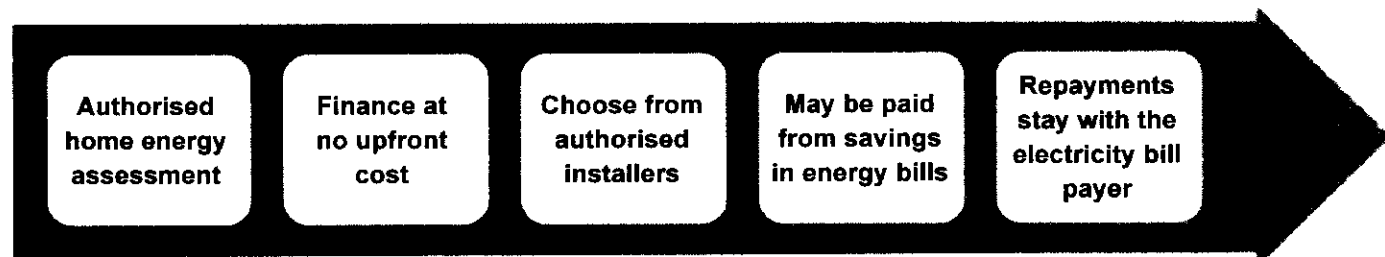 Authorised
home energy
assessment
Finance at
no upfront
cost
Choose from
authorised
installers
May be paid
from savings
in energy bills
Repayments
stay with the
electricity bill
payer